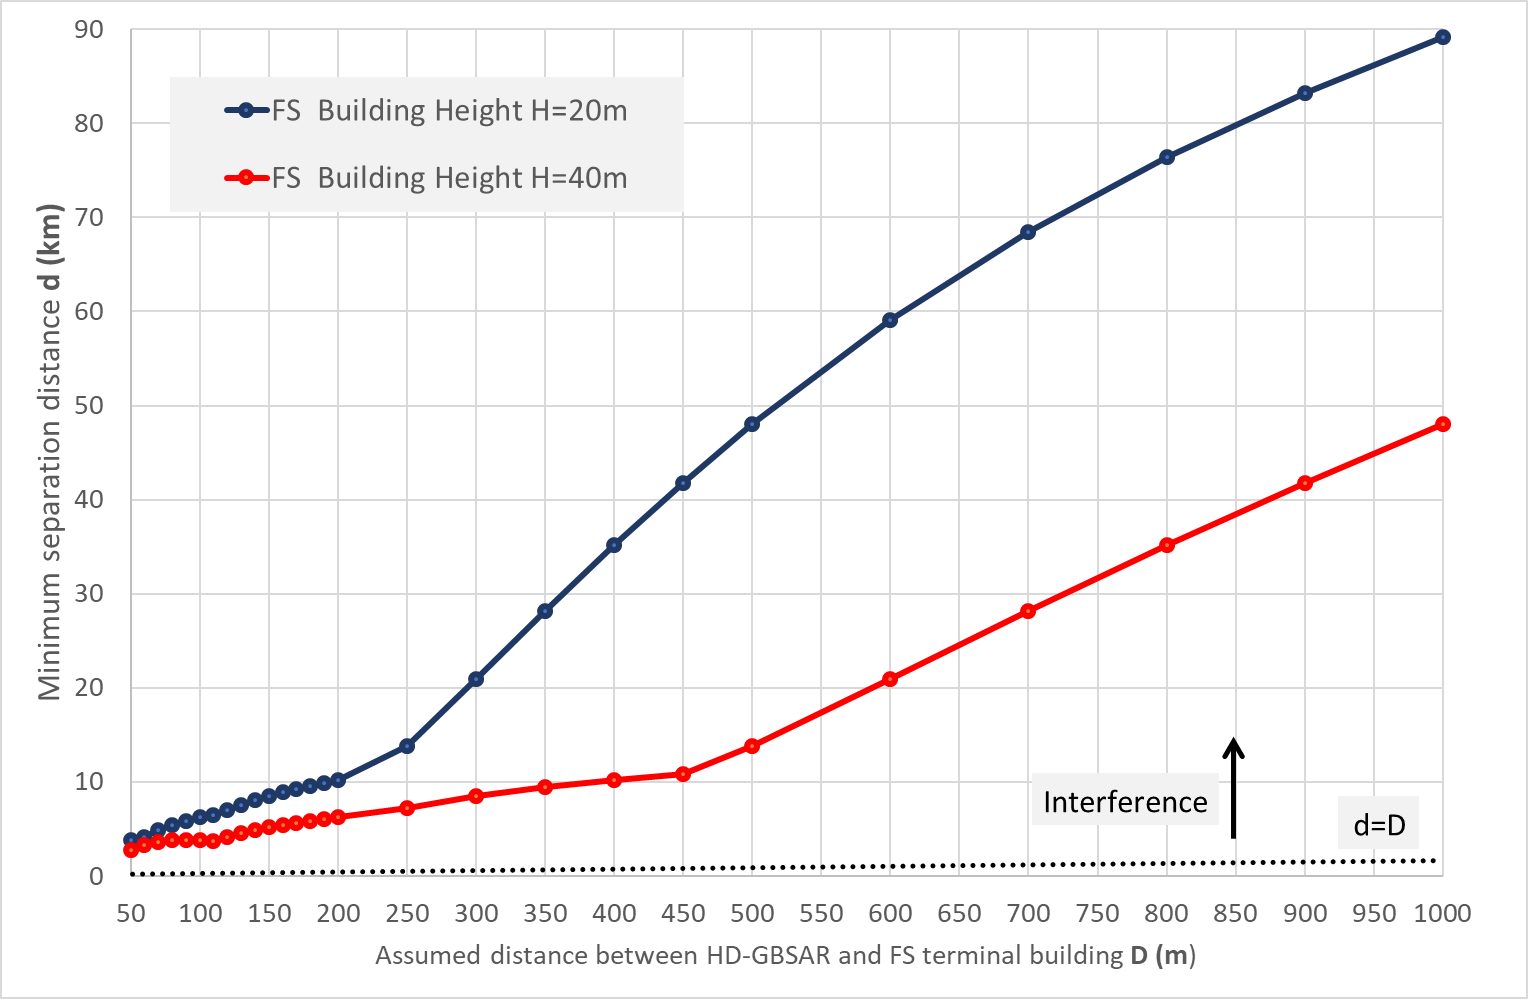 90
80
70
60
50
40
30
20
10
0
Minimum separation distance d (km)
FS Building Height H=20m
FS Building Height H=40m
Interference
d=D
50 100 150 200 250 300 350 400 450 500 550 600 650 700 750 800 850 900 950 1000
Assumed distance between HD-GBSAR and FS terminal building D (m)